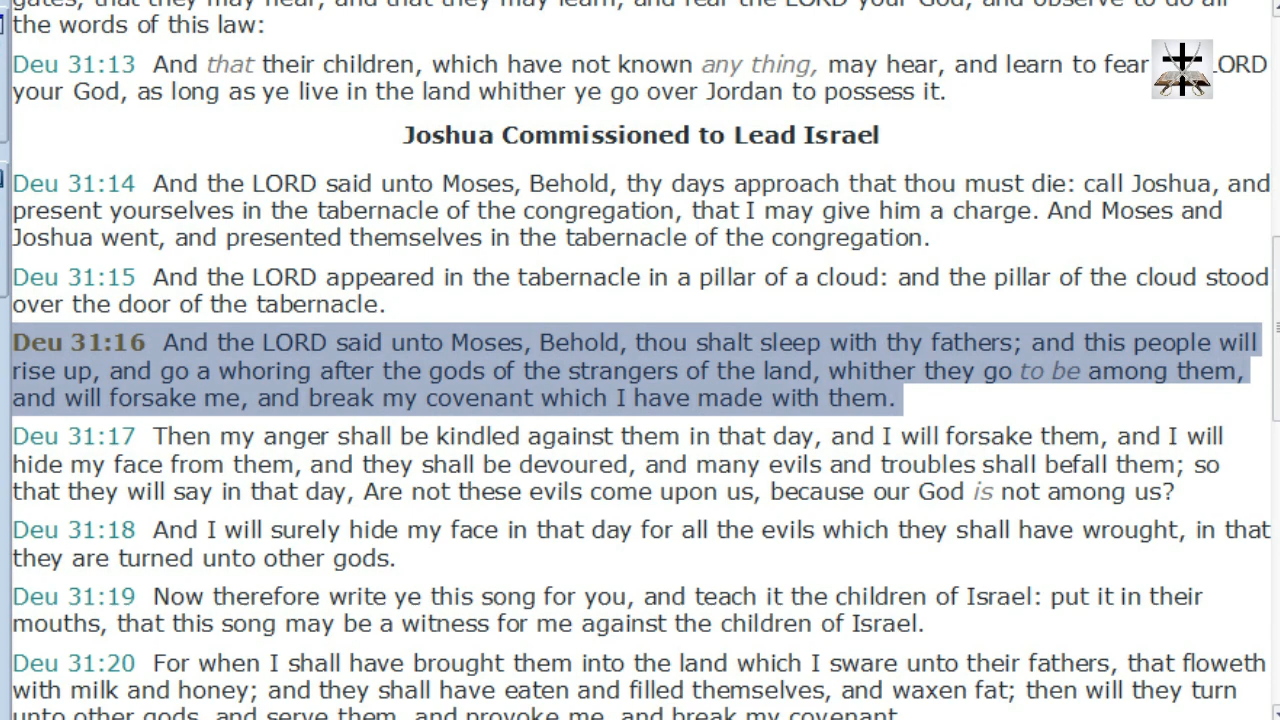 gates, that they may hear, and that they may learn, and fear the LORD your God, and observe to do all
the words of this law:
Deu 31:13 And that their children, which have not known any thing, may hear, and learn to fear LORD
your God, as long as ye live in the land whither ye go over Jordan to possess it.
Joshua Commissioned to Lead Israel
Deu 31:14 And the LORD said unto Moses, Behold, thy days approach that thou must die: call Joshua, and
present yourselves in the tabernacle of the congregation, that I may give him a charge. And Moses and
Joshua went, and presented themselves in the tabernacle of the congregation.
Deu 31:15 And the LORD appeared in the tabernacle in a pillar of a cloud: and the pillar of the cloud stood
over the door of the tabernacle.
Deu 31:16 And the LORD said unto Moses, Behold, thou shalt sleep with thy fathers; and this people will
rise up, and go a whoring after the gods of the strangers of the land, whither they go to be among them,
and will forsake me, and break my covenant which I have made with them.
Deu 31:17 Then my anger shall be kindled against them in that day, and I will forsake them, and I will
hide my face from them, and they shall be devoured, and many evils and troubles shall befall them; so
that they will say in that day, Are not these evils come upon us, because our God is not among us?
Deu 31:18 And I will surely hide my face in that day for all the evils which they shall have wrought, in that
they are turned unto other gods.
Deu 31:19 Now therefore write ye this song for you, and teach it the children of Israel: put it in their
mouths, that this song may be a witness for me against the children of Israel.
Deu 31:20 For when I shall have brought them into the land which I sware unto their fathers, that floweth
with milk and honey; and they shall have eaten and filled themselves, and waxen fat; then will they turn
unto other gods, and serve them, and provoke me, and break my covenant.